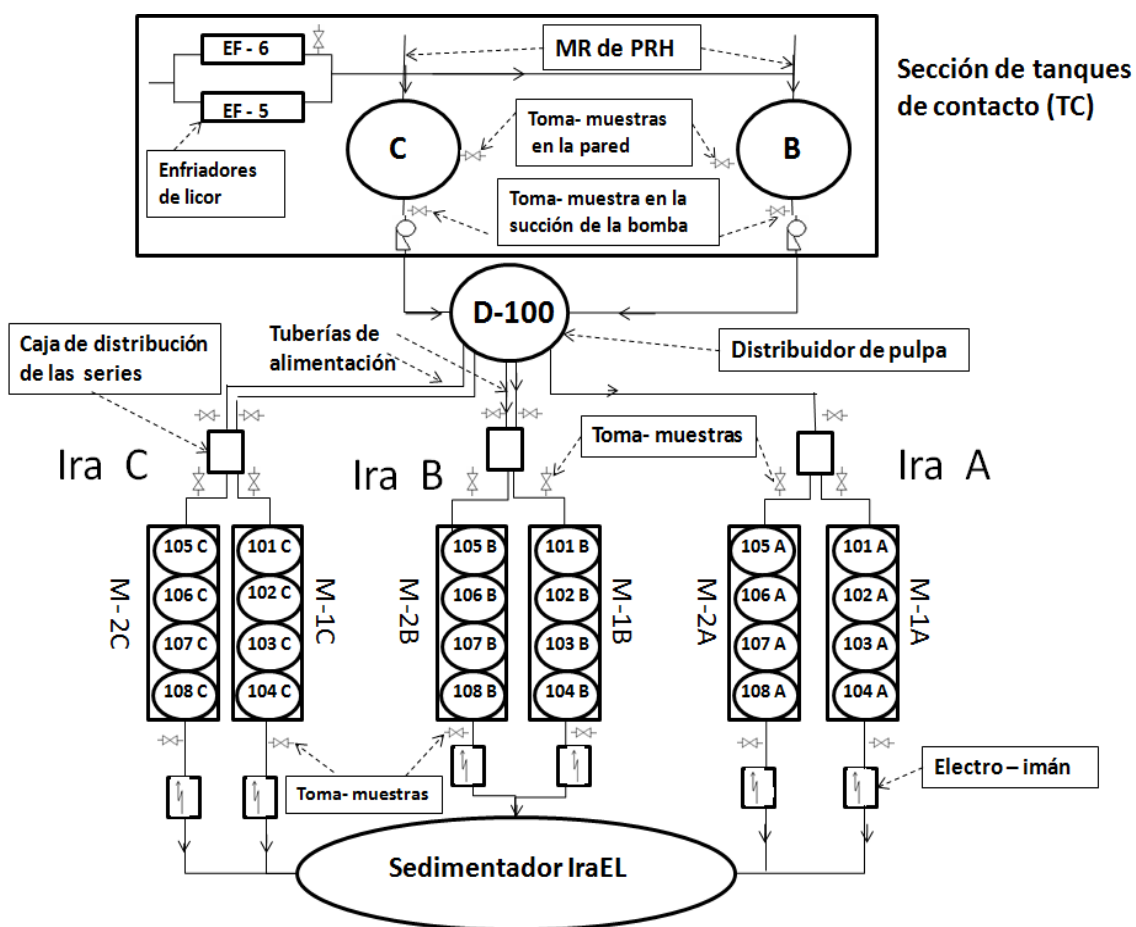 EF - 6
EF - 5
Enfriadores
de licor
MR de PRH
Sección de tanques
de contacto (TC)
C
B
Toma- muestras
en la pared
Toma- muestra en la
succión de la bomba
D-100
Caja de distribución
de las  series
Tuberías de
alimentación
Distribuidor de pulpa
Toma- muestras
Ira  C
Ira  B
Ira  A
105 C
106 C
107 C
108 C
M - 2C
101 C
102 C
103 C
104 C
M - 1C
105 B
106 B
107 B
108 B
M - 2B
101 B
102 B
103 B
104 B
M - 1B
105 A
106 A
107 A
108 A
M - 2A
101 A
102 A
103 A
104 A
M - 1A
Toma- muestras
Electro – imán
Sedimentador IraEL